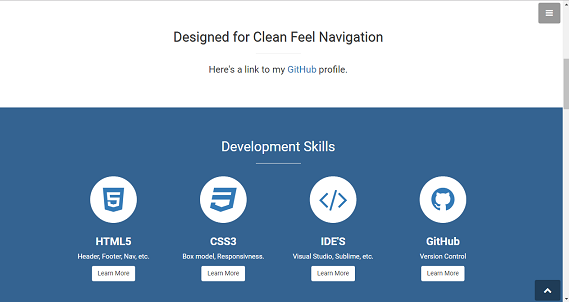 Designed for Clean Feel Navigation
Here's a link to my GitHub profile.
Development Skills
HTML5
CSS3
IDE'S
GitHub
Header, Footer, Nav, etc.
Box model, Responsivness.
Visual Studio, Sublime, etc.
Version Control
Learn More
Learn More
Learn More
Learn More